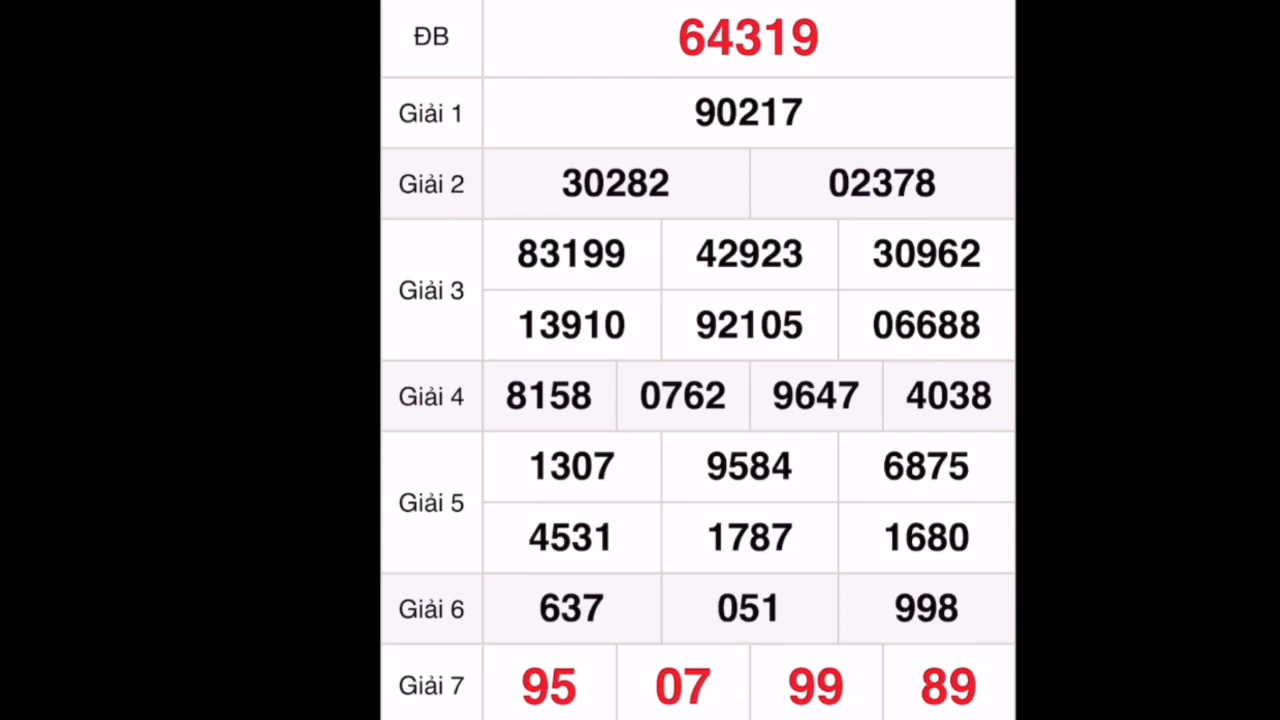 ĐB 64319
Giải 1 90217
Giải 2 30282 02378
Giải 3 83199 42923 30962
13910 92105 06688
Giải 4 8158 0762 9647 4038
Giải 5 1307 9584 6875
4531 1787 1680
Giải 6 637 051 998
Giải 7 95 07 99 89